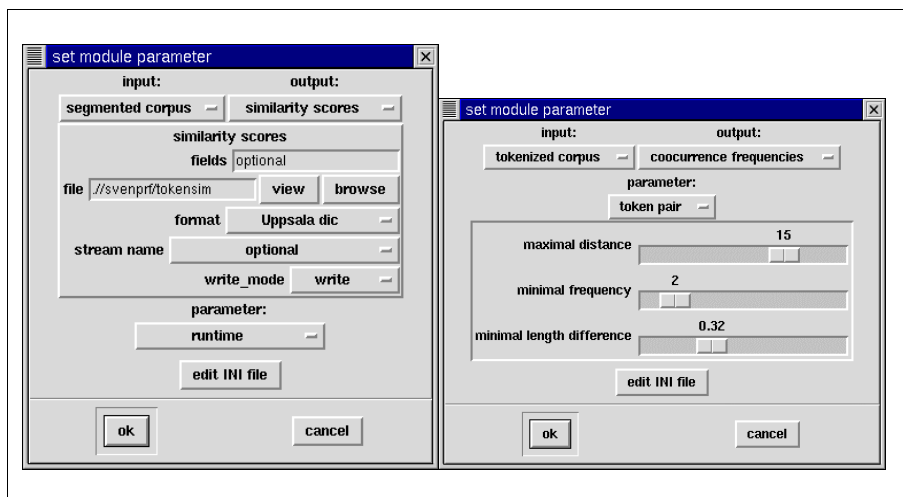 set module parameter
input: output:
segmented corpus similarity scores
similarity scores
fields optional
file .//svenprf/tokensim view browse
format Uppsala dic
stream name optional
write_mode write
parameter:
runtime
edit INI file
ok cancel
set module parameter
input: output:
tokenized corpus coocurrence frequencies
parameter:
token pair
15
maximal distance
2
minimal frequency
0.32
minimal length difference
edit INI file
ok cancel